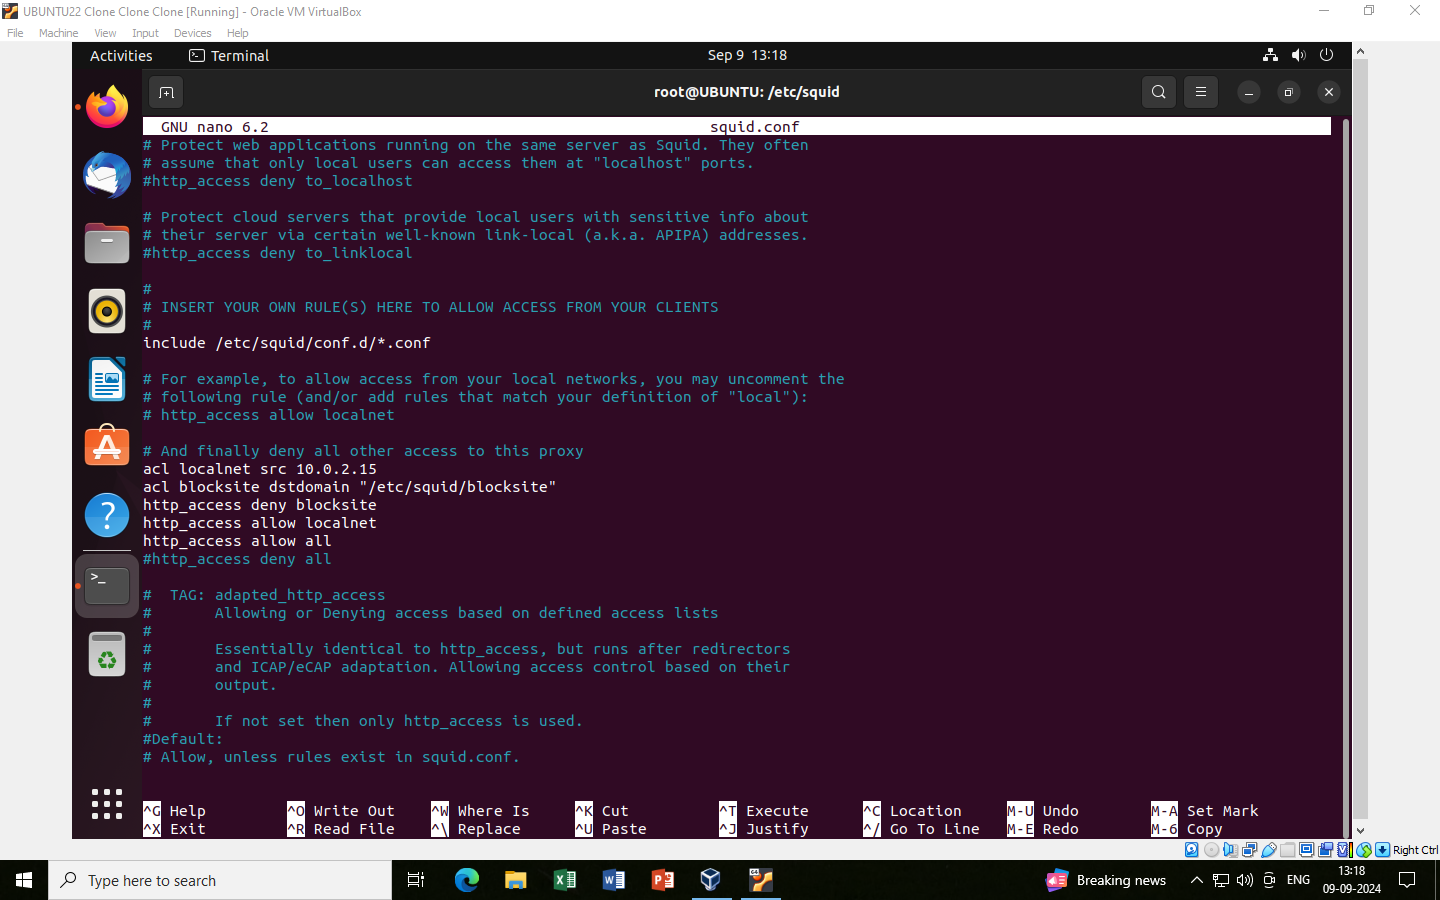 UBUNTU22 Clone Clone Clone [Running] - Oracle VM VirtualBox
File Machine View Input Devices Help
Activities Terminal Sep 9 13:18
root@UBUNTU: /etc/squid
GNU nano 6.2 squid.conf
# Protect web applications running on the same server as Squid. They often
# assume that only local users can access them at "localhost" ports.
#http_access deny to_localhost
# Protect cloud servers that provide local users with sensitive info about
# their server via certain well-known link-local (a.k.a. APIPA) addresses.
#http_access deny to_linklocal
#
# INSERT YOUR OWN RULE(S) HERE TO ALLOW ACCESS FROM YOUR CLIENTS
#
include /etc/squid/conf.d/*.conf
# For example, to allow access from your local networks, you may uncomment the
# following rule (and/or add rules that match your definition of "local"):
# http_access allow localnet
# And finally deny all other access to this proxy
acl localnet src 10.0.2.15
acl blocksite dstdomain "/etc/squid/blocksite"
http_access deny blocksite
http_access allow localnet
http_access allow all
#http_access deny all
#  TAG: adapted_http_access
#       Allowing or Denying access based on defined access lists
#
#       Essentially identical to http_access, but runs after redirectors
#       and ICAP/eCAP adaptation. Allowing access control based on their
#       output.
#
#       If not set then only http_access is used.
#Default:
# Allow, unless rules exist in squid.conf.
^G Help ^O Write Out ^W Where Is ^K Cut ^T Execute ^C Location M-U Undo M-A Set Mark
^X Exit ^R Read File ^\ Replace ^U Paste ^J Justify ^/ Go To Line M-E Redo M-6 Copy
Right Ctrl
Type here to search
Breaking news
ENG
13:18
09-09-2024